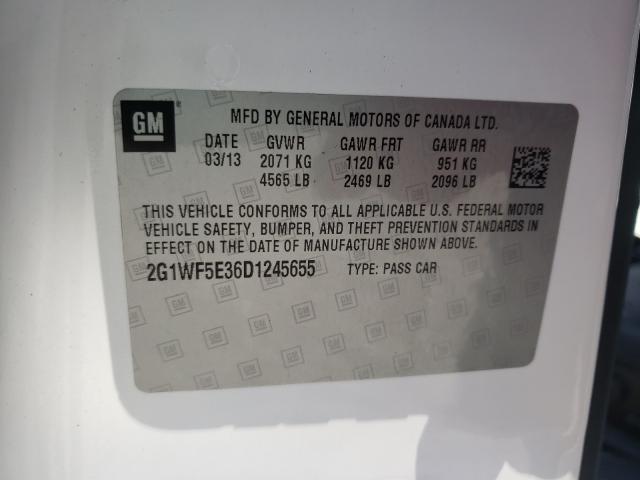 GM
MFD BY GENERAL MOTORS OF CANADA LTD.
DATE GVWR GAWR FRT GAWR RR
03/13 2071 KG 1120 KG 951 KG
4565 LB 2469 LB 2096 LB
THIS VEHICLE CONFORMS TO ALL APPLICABLE U.S. FEDERAL MOTOR
VEHICLE SAFETY, BUMPER, AND THEFT PREVENTION STANDARDS IN
EFFECT ON THE DATE OF MANUFACTURE SHOWN ABOVE.
2G1WF5E36D1245655 TYPE: PASS CAR